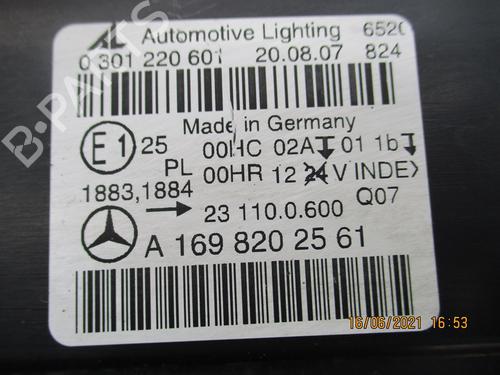 AL Automotive Lighting 652
0 301 220 601 20.08.07 824
Made in Germany
E1 25 00HC 02A 01 1b
PL 00HR 12 24 V INDEX
1883,1884 Q07
→ 23 110.0.600
A 169 820 25 61
B-PARTS
16/06/2021 16:53